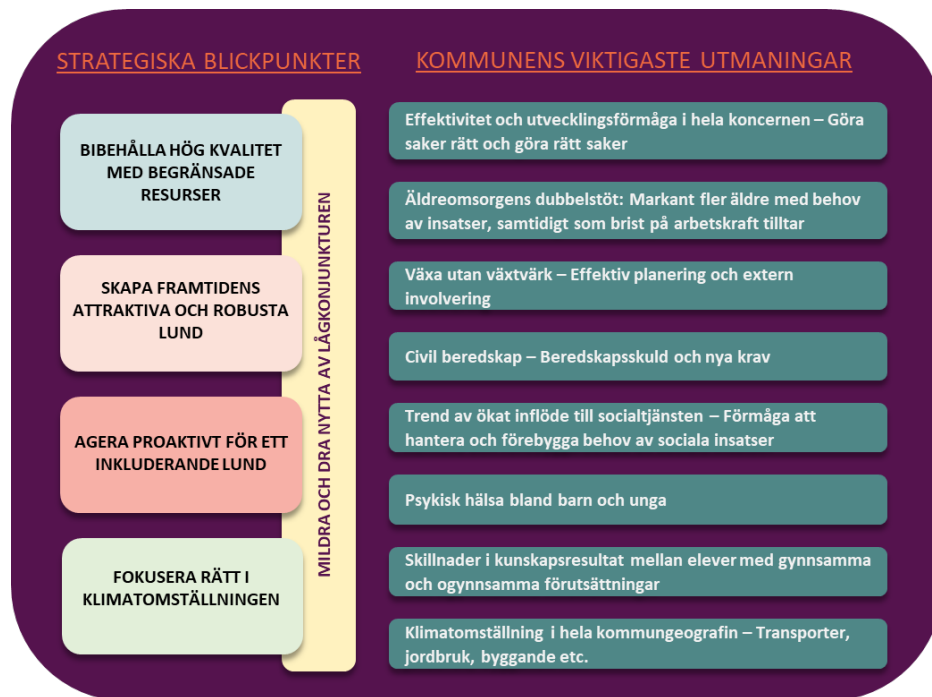 STRATEGISKA BLICKPUNKTER
BIBEHÅLLA HÖG KVALITET
MED BEGRÄNSADE
RESURSER
SKAPA FRAMTIDENS
ATTRAKTIVA OCH ROBUSTA
LUND
AGERA PROAKTIVT FÖR ETT
INKLUDERANDE LUND
FOKUSERA RÄTT I
KLIMATOMSTÄLLNINGEN
MILDRA OCH DRA NYTTA AV LÅGKONJUNKTUREN
KOMMUNENS VIKTIGASTE UTMANINGAR
Effektivitet och utvecklingsförmåga i hela koncernen – Göra
saker rätt och göra rätt saker
Äldreomsorgens dubbelstöt: Markant fler äldre med behov
av insatser, samtidigt som brist på arbetskraft tilltar
Växa utan växtvärk – Effektiv planering och extern
involvering
Civil beredskap – Beredskapsskuld och nya krav
Trend av ökat inflöde till socialtjänsten – Förmåga att
hantera och förebygga behov av sociala insatser
Psykisk hälsa bland barn och unga
Skillnader i kunskapsresultat mellan elever med gynnsamma
och ogynnsamma förutsättningar
Klimatomställning i hela kommungeografin – Transporter,
jordbruk, byggande etc.